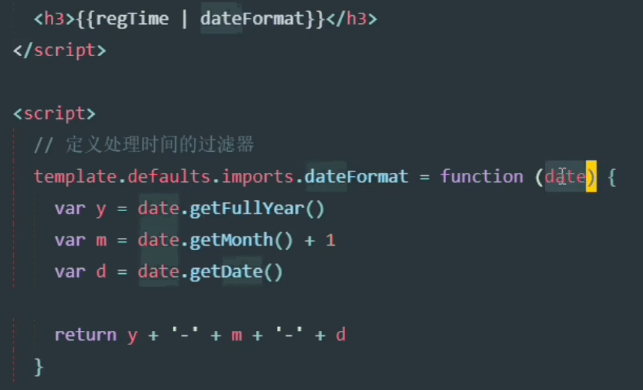 <h3>{{regTime | dateFormat}}</h3>
</script>
<script>
// 定义处理时间的过滤器
template.defaults.imports.dateFormat = function (date) {
var y = date.getFullYear()
var m = date.getMonth() + 1
var d = date.getDate()
return y + '-' + m + '-' + d
}